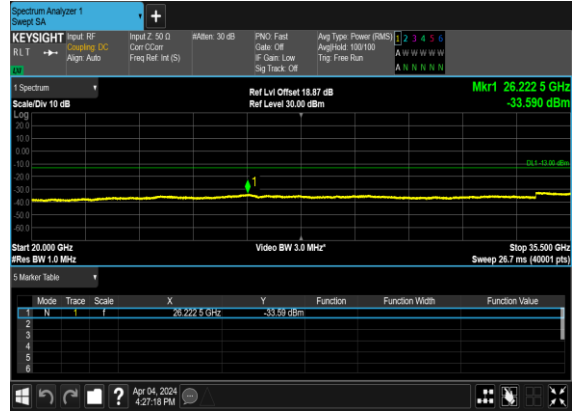 Spectrum Analyzer 1
Swept SA
+
KEYSIGHT Input: RF Input Z: 50 Ω #Atten: 30 dB PNO: Fast Avg Type: Power (RMS) 1 2 3 4 5 6
RLT Coupling: DC Corr CCorr Gate: Off Avg|Hold: 100/100 A W W W W W
Align: Auto Freq Ref: Int (S) IF Gain: Low Trig: Free Run
Sig Track: Off A N N N N N
1 Spectrum Ref Lvl Offset 18.87 dB Mkr1 26.222 5 GHz
Scale/Div 10 dB Ref Level 30.00 dBm -33.590 dBm
Log
20.0
10.0
0.00
-10.0 DL1 -13.00 dBm
-20.0 1
-30.0
-40.0
-50.0
-60.0
Start 20.000 GHz Video BW 3.0 MHz* Stop 35.500 GHz
#Res BW 1.0 MHz Sweep 26.7 ms (40001 pts)
5 Marker Table
Mode Trace Scale X Y Function Function Width Function Value
1 N 1 f 26.222 5 GHz -33.59 dBm
2
3
4
5
6
? Apr 04, 2024
4:27:18 PM